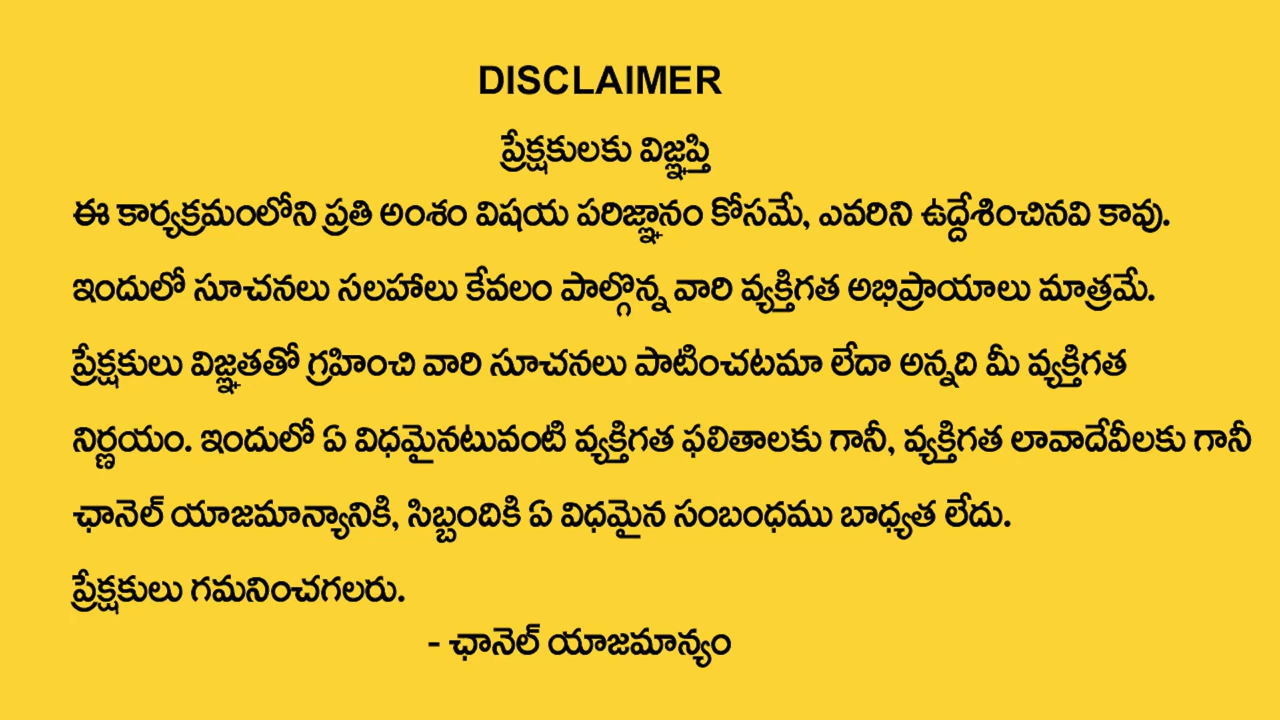 DISCLAIMER
ప్రేక్షకులకు విజ్ఞప్తి
ఈ కార్యక్రమంలోని ప్రతి అంశం విషయ పరిజ్ఞానం కోసమే, ఎవరిని ఉద్దేశించినవి కావు.
ఇందులో సూచనలు సలహాలు కేవలం పాల్గొన్న వారి వ్యక్తిగత అభిప్రాయాలు మాత్రమే.
ప్రేక్షకులు విజ్ఞతతో గ్రహించి వారి సూచనలు పాటించటమా లేదా అన్నది మీ వ్యక్తిగత
నిర్ణయం. ఇందులో ఏ విధమైనటువంటి వ్యక్తిగత ఫలితాలకు గానీ, వ్యక్తిగత లావాదేవీలకు గానీ
ఛానెల్ యాజమాన్యానికి, సిబ్బందికి ఏ విధమైన సంబంధము బాధ్యత లేదు.
ప్రేక్షకులు గమనించగలరు.
- ఛానెల్ యాజమాన్యం